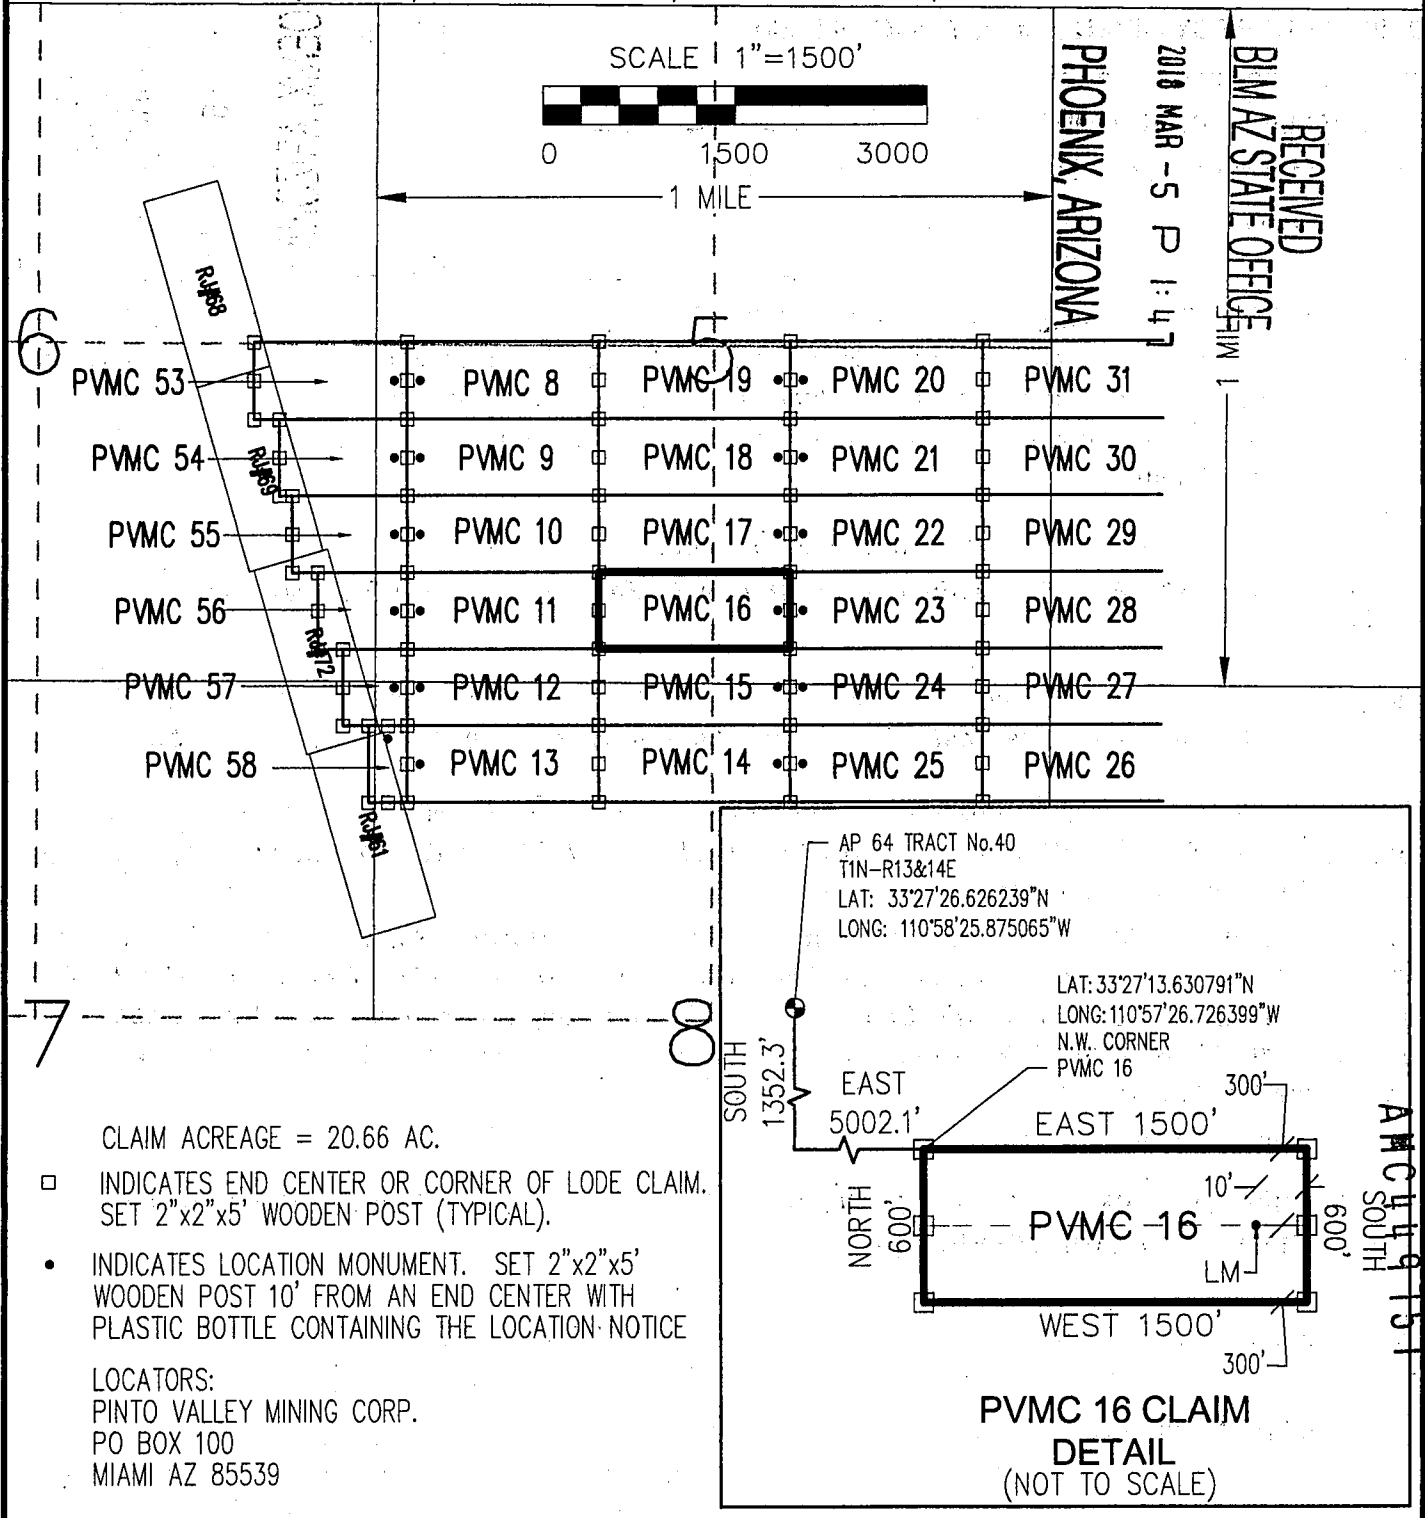 SCALE 1"=1500'
0 1500 3000
1 MILE
RECEIVED
BLM AZ STATE OFFICE
2018 MAR -5 P 1:47
PHOENIX, ARIZONA
1 MILE
6
5
RJ#68
PVMC 53
PVMC 8
PVMC 19
PVMC 20
PVMC 31
PVMC 54
RJ#69
PVMC 9
PVMC 18
PVMC 21
PVMC 30
PVMC 55
PVMC 10
PVMC 17
PVMC 22
PVMC 29
PVMC 56
PVMC 11
PVMC 16
PVMC 23
PVMC 28
RJ#72
PVMC 57
PVMC 12
PVMC 15
PVMC 24
PVMC 27
PVMC 58
PVMC 13
PVMC 14
PVMC 25
PVMC 26
RJ#61
7
8
AP 64 TRACT No.40
T1N-R13&14E
LAT: 33°27'26.626239"N
LONG: 110°58'25.875065"W
LAT: 33°27'13.630791"N
LONG: 110°57'26.726399"W
N.W. CORNER
PVMC 16
SOUTH
1352.3'
EAST
5002.1'
EAST 1500'
300'
NORTH
600'
10'
PVMC 16
LM
600'
SOUTH
WEST 1500'
300'
PVMC 16 CLAIM
DETAIL
(NOT TO SCALE)
CLAIM ACREAGE = 20.66 AC.
INDICATES END CENTER OR CORNER OF LODE CLAIM.
SET 2"x2"x5' WOODEN POST (TYPICAL).
INDICATES LOCATION MONUMENT. SET 2"x2"x5'
WOODEN POST 10' FROM AN END CENTER WITH
PLASTIC BOTTLE CONTAINING THE LOCATION NOTICE
LOCATORS:
PINTO VALLEY MINING CORP.
PO BOX 100
MIAMI AZ 85539